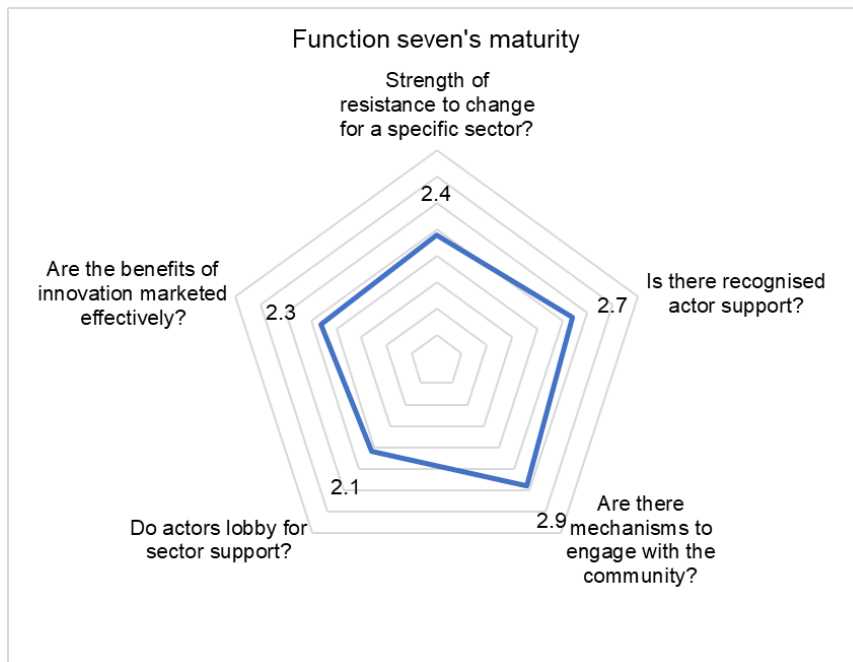 Function seven's maturity
Strength of
resistance to change
for a specific sector?
2.4
Is there recognised
actor support?
2.7
Are there
mechanisms to
engage with the
community?
2.9
Do actors lobby for
sector support?
2.1
Are the benefits of
innovation marketed
effectively?
2.3